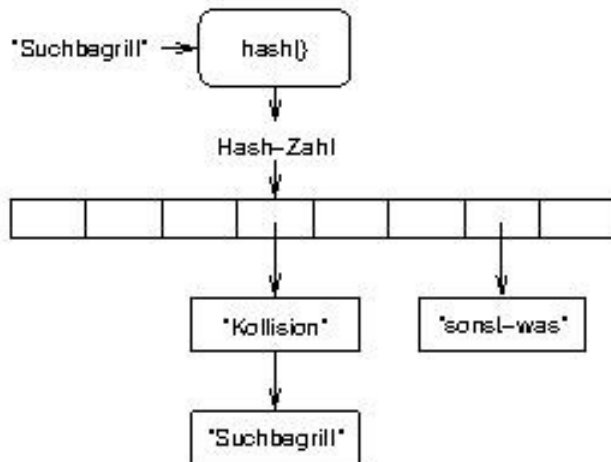 "Suchbegriff"
hash()
Hash-Zahl
"Kollision"
"sonst-was"
"Suchbegriff"